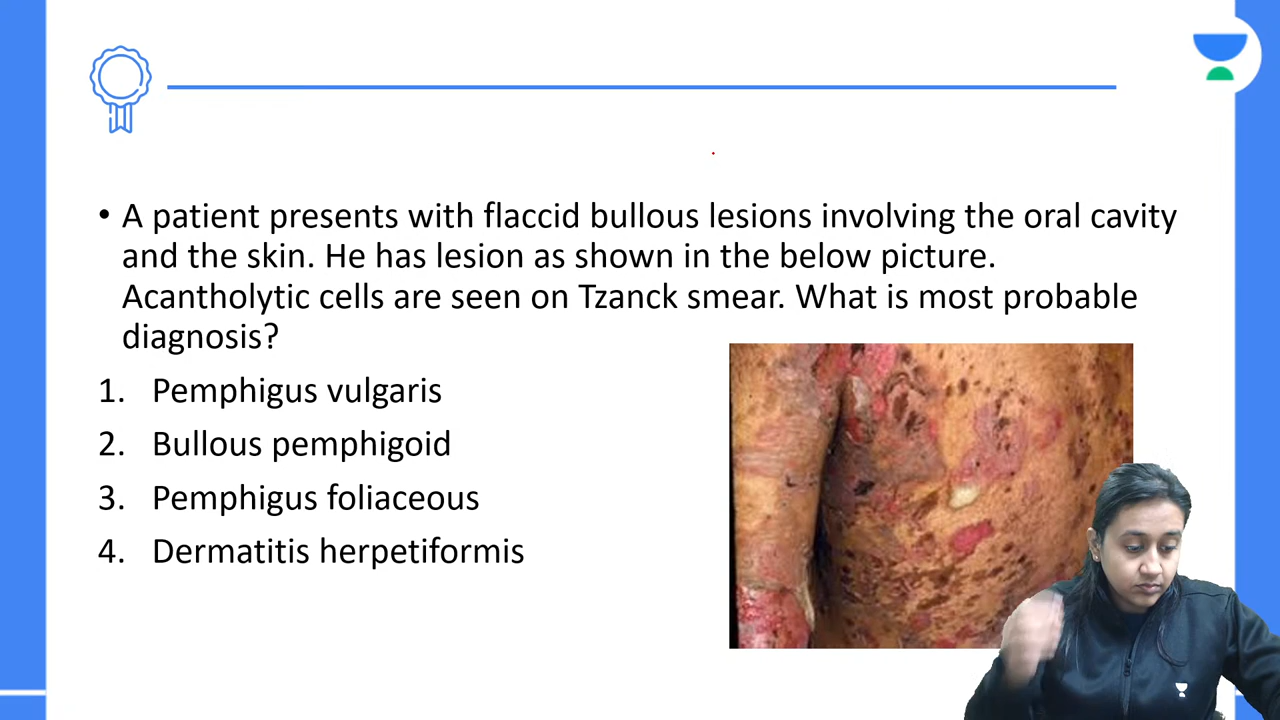 • A patient presents with flaccid bullous lesions involving the oral cavity
and the skin. He has lesion as shown in the below picture.
Acantholytic cells are seen on Tzanck smear. What is most probable
diagnosis?
1. Pemphigus vulgaris
2. Bullous pemphigoid
3. Pemphigus foliaceous
4. Dermatitis herpetiformis